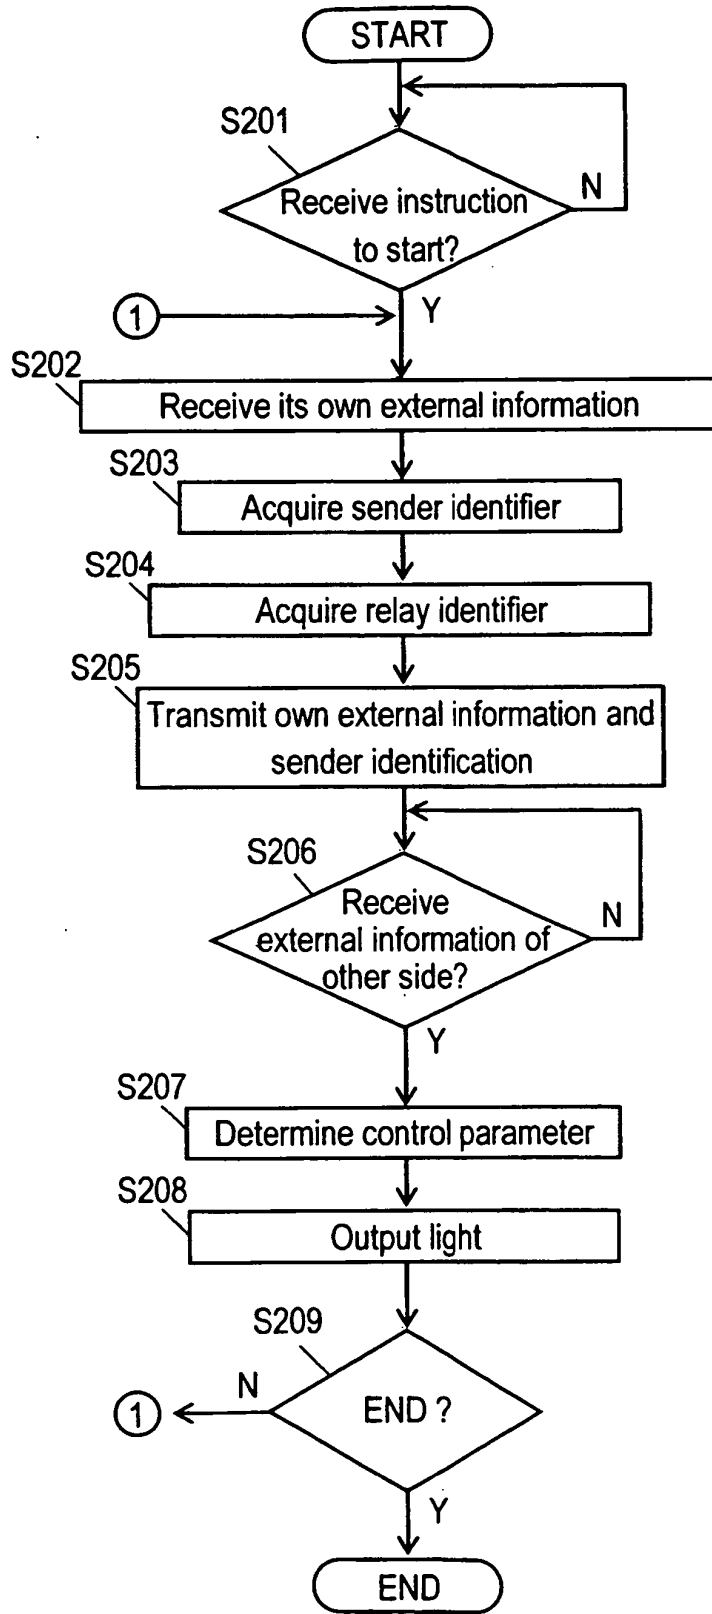 START
S201
Receive instruction
to start?
N
Y
1
S202
Receive its own external information
S203
Acquire sender identifier
S204
Acquire relay identifier
S205
Transmit own external information and
sender identification
S206
Receive
external information of
other side?
N
Y
S207
Determine control parameter
S208
Output light
S209
END ?
N
1
Y
END